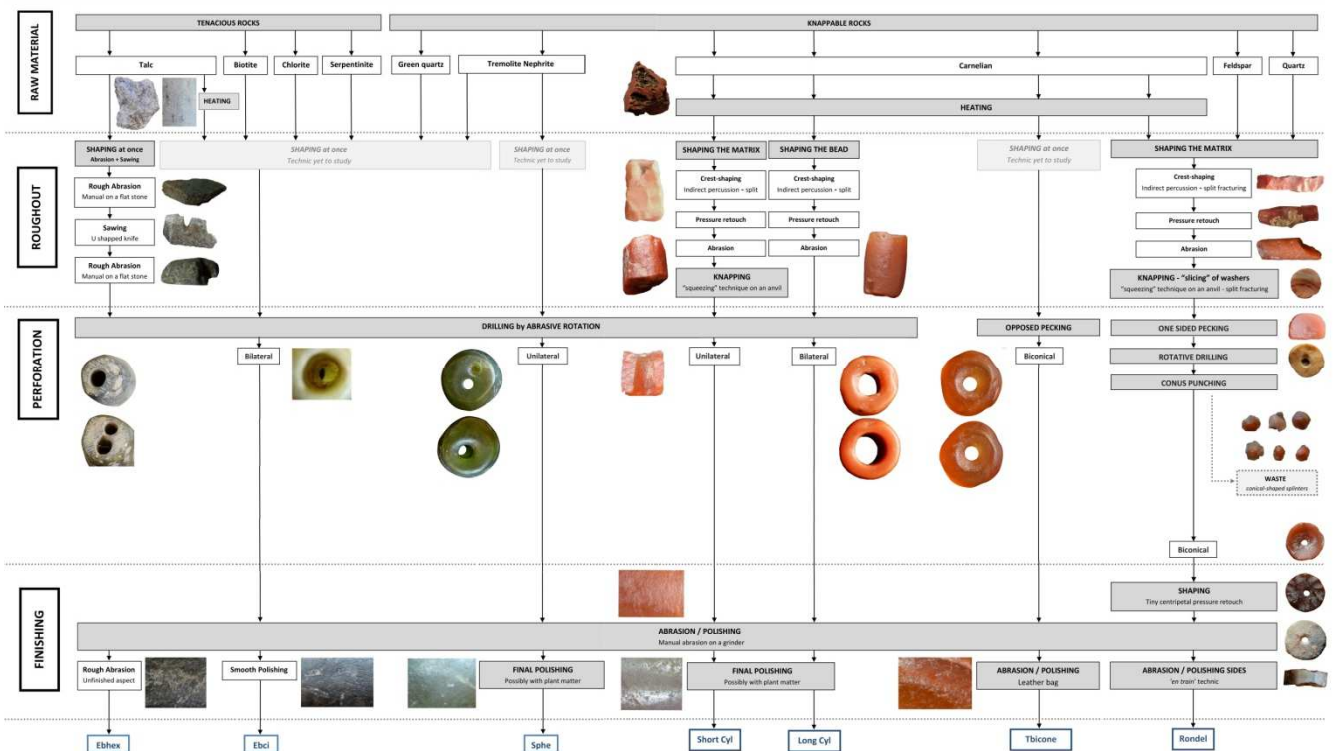 RAW MATERIAL
TENACIOUS ROCKS
KNAPPABLE ROCKS
Talc
Biotite
Chlorite
Serpentinite
Green quartz
Tremolite Nephrite
Carnelian
Feldspar
Quartz
HEATING
HEATING
ROUGHOUT
SHAPING at once
Abrasion + Sawing
SHAPING at once
Technic yet to study
SHAPING at once
Technic yet to study
SHAPING THE MATRIX
SHAPING THE BEAD
SHAPING at once
Technic yet to study
SHAPING THE MATRIX
Rough Abrasion
Manual on a flat stone
Crest-shaping
Indirect percussion + split
Crest-shaping
Indirect percussion + split
Crest-shaping
Indirect percussion + split fracturing
Sawing
U shapped knife
Pressure retouch
Pressure retouch
Pressure retouch
Rough Abrasion
Manual on a flat stone
Abrasion
Abrasion
Abrasion
KNAPPING
"squeezing" technique on an anvil
KNAPPING - "slicing" of washers
"squeezing" technique on an anvil - split fracturing
PERFORATION
DRILLING by ABRASIVE ROTATION
OPPOSED PECKING
ONE SIDED PECKING
Bilateral
Unilateral
Unilateral
Bilateral
Biconical
ROTATIVE DRILLING
CONUS PUNCHING
WASTE
conical-shaped splinters
Biconical
FINISHING
SHAPING
Tiny centripetal pressure retouch
ABRASION / POLISHING
Manual abrasion on a grinder
Rough Abrasion
Unfinished aspect
Smooth Polishing
FINAL POLISHING
Possibly with plant matter
FINAL POLISHING
Possibly with plant matter
ABRASION / POLISHING
Leather bag
ABRASION / POLISHING SIDES
'en train' technic
Ebhex
Ebci
Sphe
Short Cyl
Long Cyl
Tbicone
Rondel